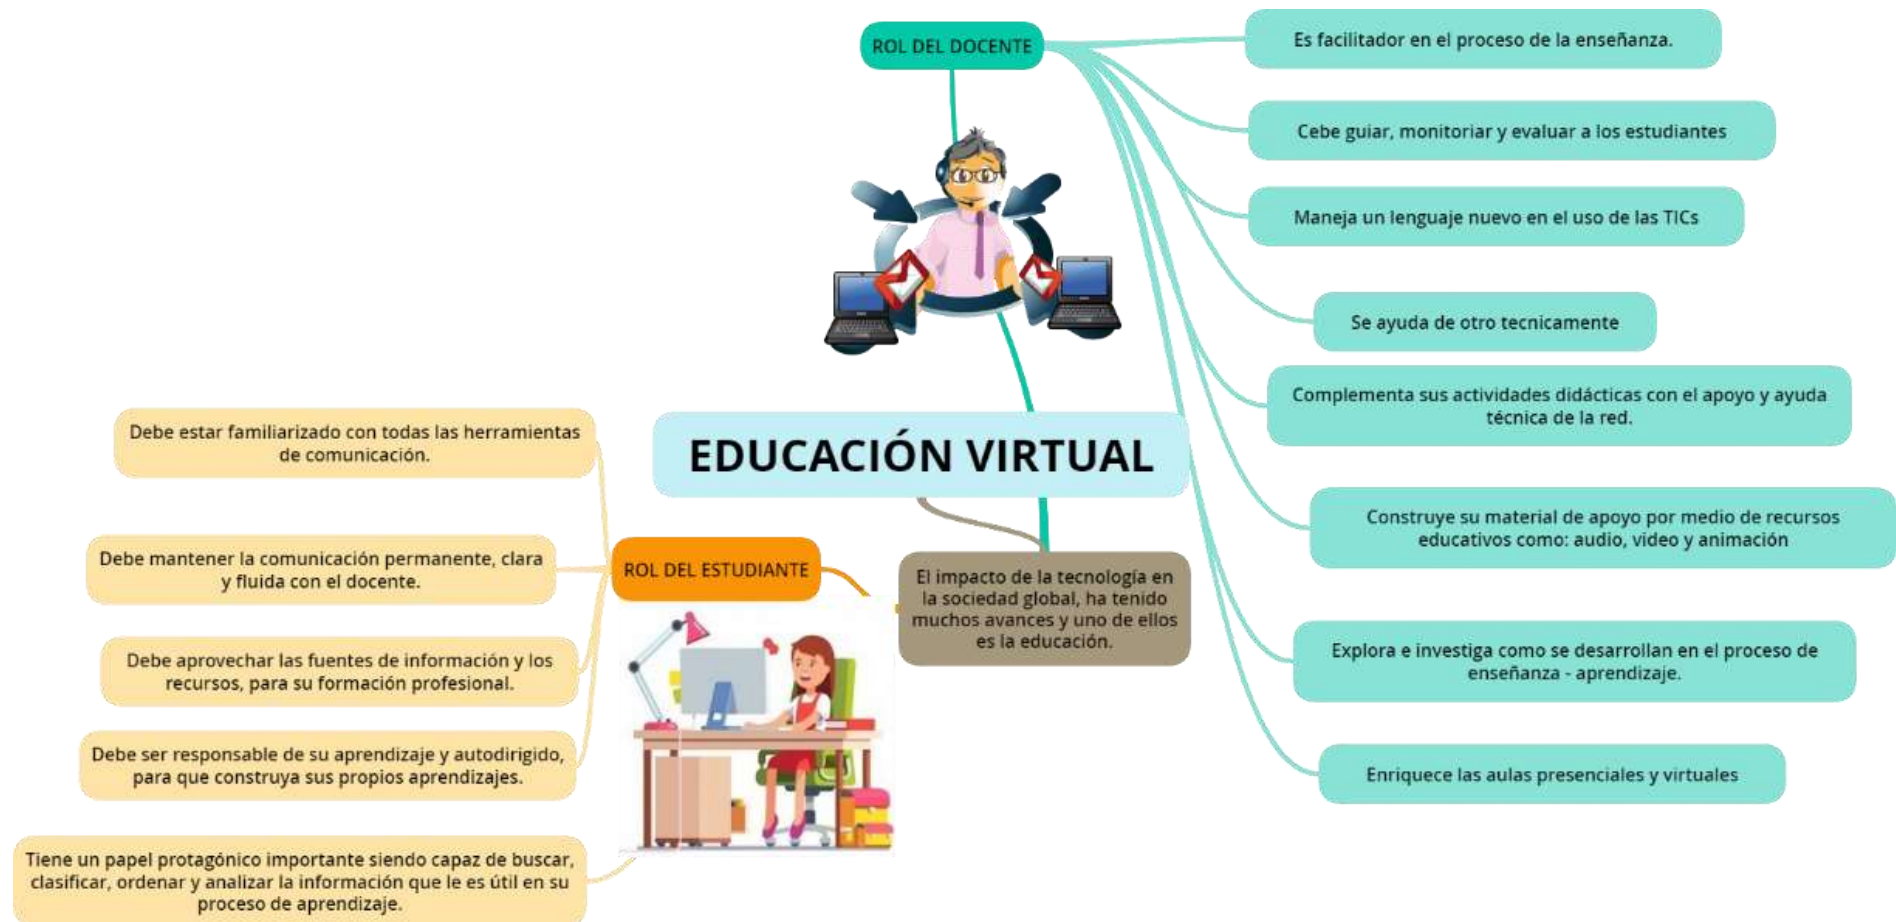 ROL DEL DOCENTE
Es facilitador en el proceso de la enseñanza.
Cebe guiar, monitoriar y evaluar a los estudiantes
Maneja un lenguaje nuevo en el uso de las TICs
Se ayuda de otro tecnicamente
Complementa sus actividades didácticas con el apoyo y ayuda
técnica de la red.
Construye su material de apoyo por medio de recursos
educativos como: audio, video y animación
Explora e investiga como se desarrollan en el proceso de
enseñanza - aprendizaje.
Enriquece las aulas presenciales y virtuales
EDUCACIÓN VIRTUAL
El impacto de la tecnología en
la sociedad global, ha tenido
muchos avances y uno de ellos
es la educación.
ROL DEL ESTUDIANTE
Debe estar familiarizado con todas las herramientas
de comunicación.
Debe mantener la comunicación permanente, clara
y fluida con el docente.
Debe aprovechar las fuentes de información y los
recursos, para su formación profesional.
Debe ser responsable de su aprendizaje y autodirigido,
para que construya sus propios aprendizajes.
Tiene un papel protagónico importante siendo capaz de buscar,
clasificar, ordenar y analizar la información que le es útil en su
proceso de aprendizaje.